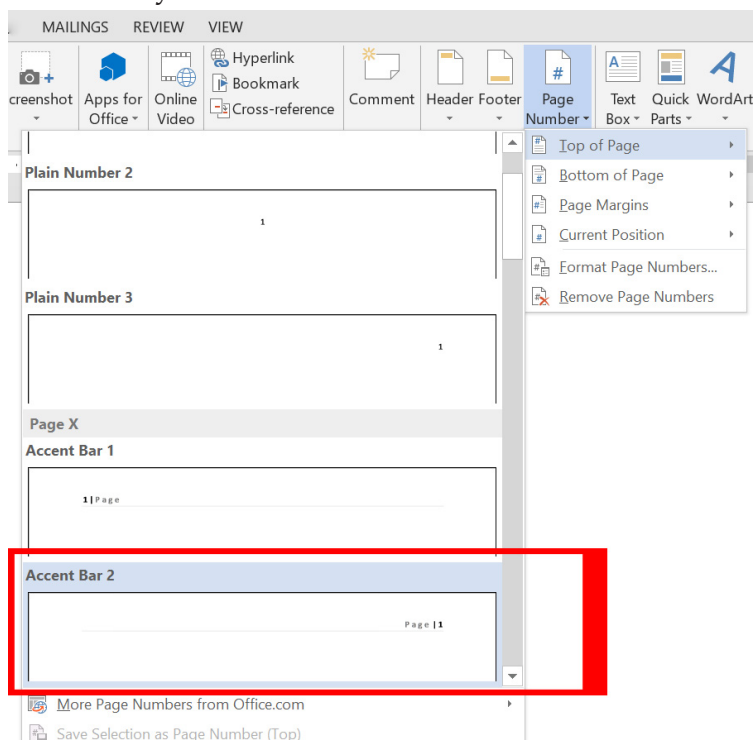 MAILINGS REVIEW VIEW
Hyperlink
Bookmark
Cross-reference
creenshot Apps for Office Online Video Comment Header Footer Page Number Text Box Quick Parts WordArt
Top of Page
Bottom of Page
Page Margins
Current Position
Format Page Numbers...
Remove Page Numbers
Plain Number 2
1
Plain Number 3
1
Page X
Accent Bar 1
1|Page
Accent Bar 2
Page|1
More Page Numbers from Office.com
Save Selection as Page Number (Top)